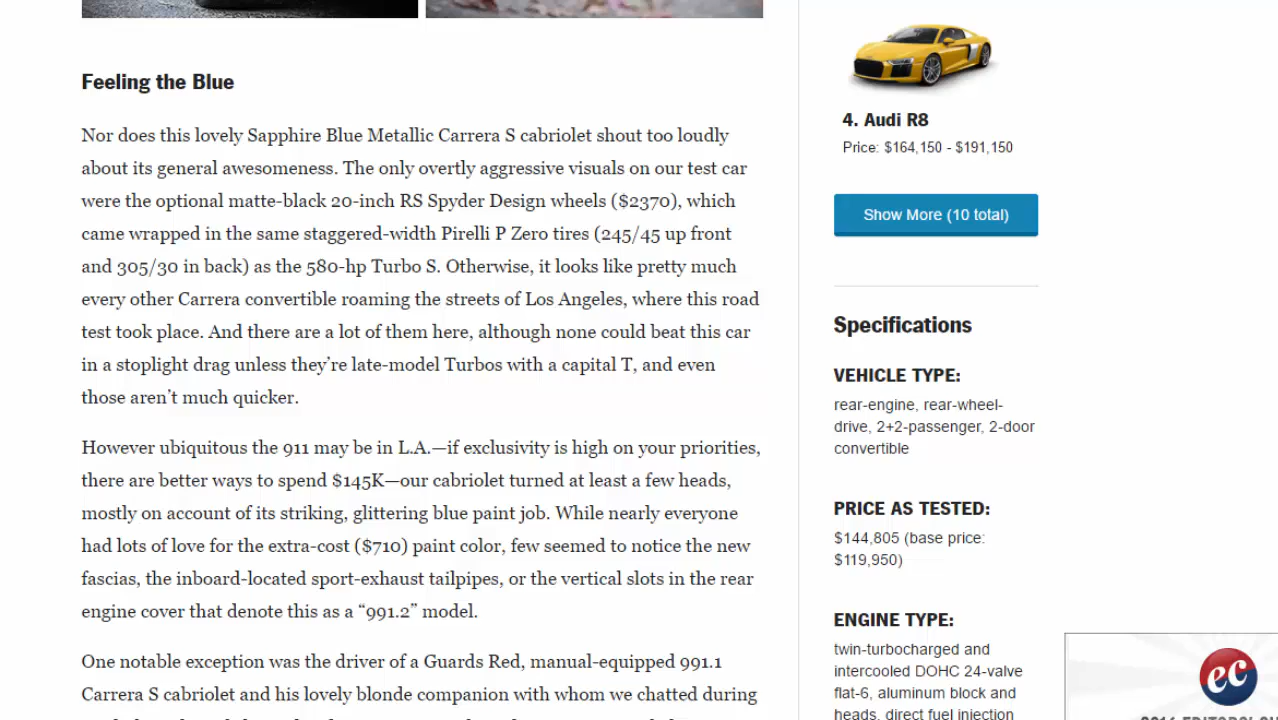 Feeling the Blue
Nor does this lovely Sapphire Blue Metallic Carrera S cabriolet shout too loudly
about its general awesomeness. The only overtly aggressive visuals on our test car
were the optional matte-black 20-inch RS Spyder Design wheels ($2370), which
came wrapped in the same staggered-width Pirelli P Zero tires (245/45 up front
and 305/30 in back) as the 580-hp Turbo S. Otherwise, it looks like pretty much
every other Carrera convertible roaming the streets of Los Angeles, where this road
test took place. And there are a lot of them here, although none could beat this car
in a stoplight drag unless they’re late-model Turbos with a capital T, and even
those aren’t much quicker.
However ubiquitous the 911 may be in L.A.—if exclusivity is high on your priorities,
there are better ways to spend $145K—our cabriolet turned at least a few heads,
mostly on account of its striking, glittering blue paint job. While nearly everyone
had lots of love for the extra-cost ($710) paint color, few seemed to notice the new
fascias, the inboard-located sport-exhaust tailpipes, or the vertical slots in the rear
engine cover that denote this as a “991.2” model.
One notable exception was the driver of a Guards Red, manual-equipped 991.1
Carrera S cabriolet and his lovely blonde companion with whom we chatted during
4. Audi R8
Price: $164,150 - $191,150
Show More (10 total)
Specifications
VEHICLE TYPE:
rear-engine, rear-wheel-
drive, 2+2-passenger, 2-door
convertible
PRICE AS TESTED:
$144,805 (base price:
$119,950)
ENGINE TYPE:
twin-turbocharged and
intercooled DOHC 24-valve
flat-6, aluminum block and
heads, direct fuel injection
ec